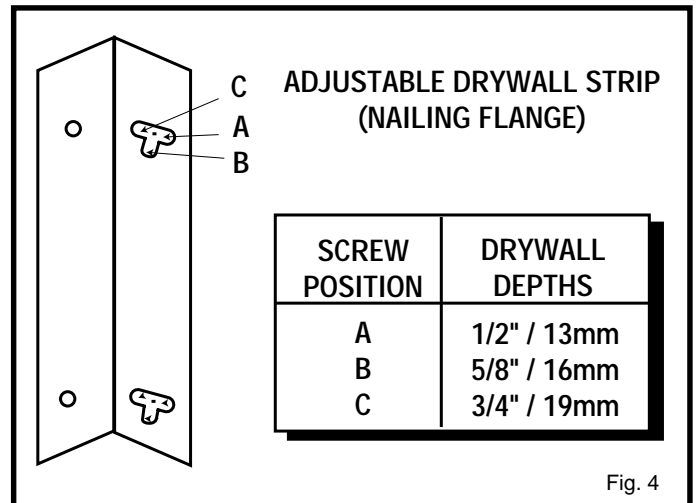 C
A
B
ADJUSTABLE DRYWALL STRIP
(NAILING FLANGE)
SCREW POSITION DRYWALL DEPTHS
A 1/2" / 13mm
B 5/8" / 16mm
C 3/4" / 19mm
Fig. 4